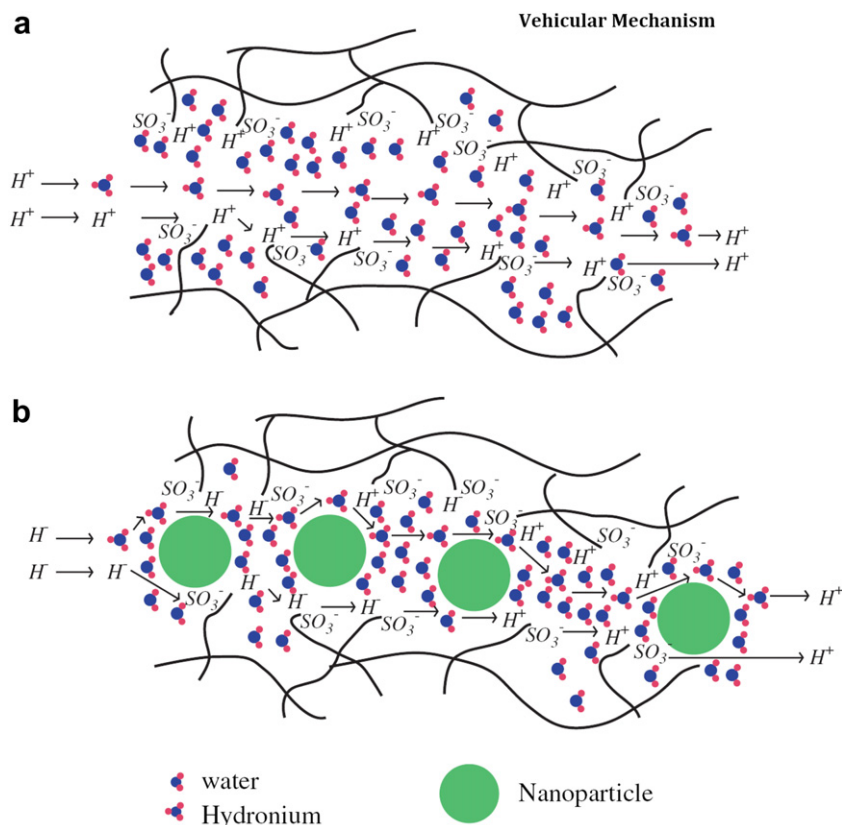 a
Vehicular Mechanism
SO₃⁻ H⁺ H⁺ SO₃⁻ H⁺ SO₃⁻ H⁺ SO₃⁻
SO₃⁻ H⁺ H⁺ SO₃⁻ SO₃⁻
H⁺
H⁺ H⁺ H⁺ H⁺ H⁺
H⁺ H⁺ H⁺ H⁺
SO₃⁻ SO₃⁻ SO₃⁻ SO₃⁻ H⁺ H⁺
SO₃⁻
b
SO₃⁻ H⁻ H⁻ SO₃⁻ H⁺ SO₃⁻ H⁻ SO₃⁻
SO₃⁻ H⁺ H⁺ SO₃⁻ SO₃⁻
H⁻
H⁻ H⁻ H⁻ H⁺
SO₃⁻ H⁻ H⁻ H⁺
SO₃⁻ SO₃⁻ H⁺ H⁺
SO₃⁻ H⁺
SO₃
water
Hydronium
Nanoparticle